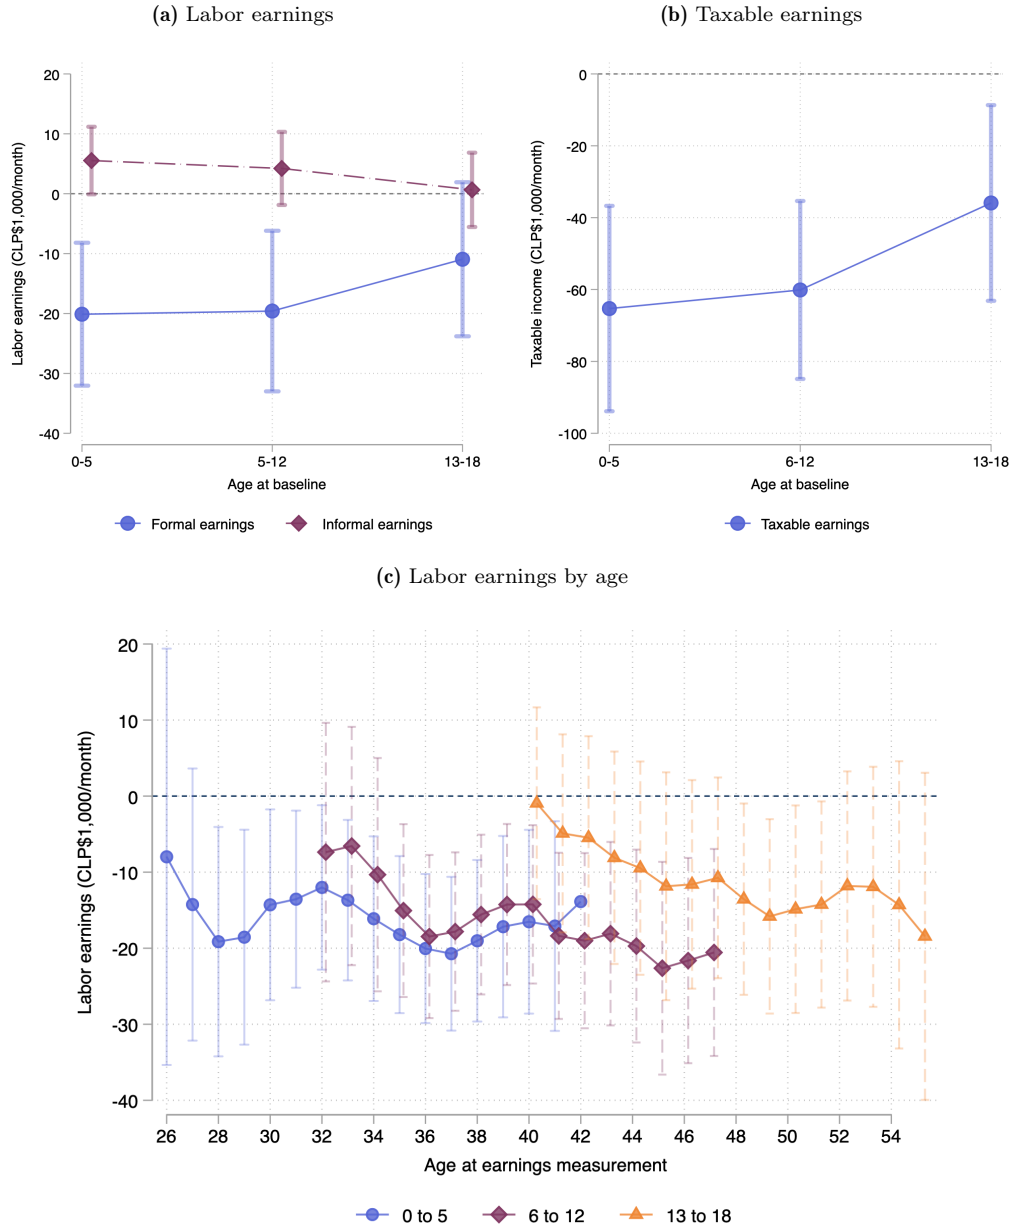 (a) Labor earnings
(b) Taxable earnings
Labor earnings (CLP$1,000/month)
20
10
0
-10
-20
-30
-40
0-5
5-12
13-18
Age at baseline
Formal earnings
Informal earnings
Taxable income (CLP$1,000/month)
0
-20
-40
-60
-80
-100
0-5
6-12
13-18
Age at baseline
Taxable earnings
(c) Labor earnings by age
Labor earnings (CLP$1,000/month)
20
10
0
-10
-20
-30
-40
26 28 30 32 34 36 38 40 42 44 46 48 50 52 54
Age at earnings measurement
0 to 5
6 to 12
13 to 18